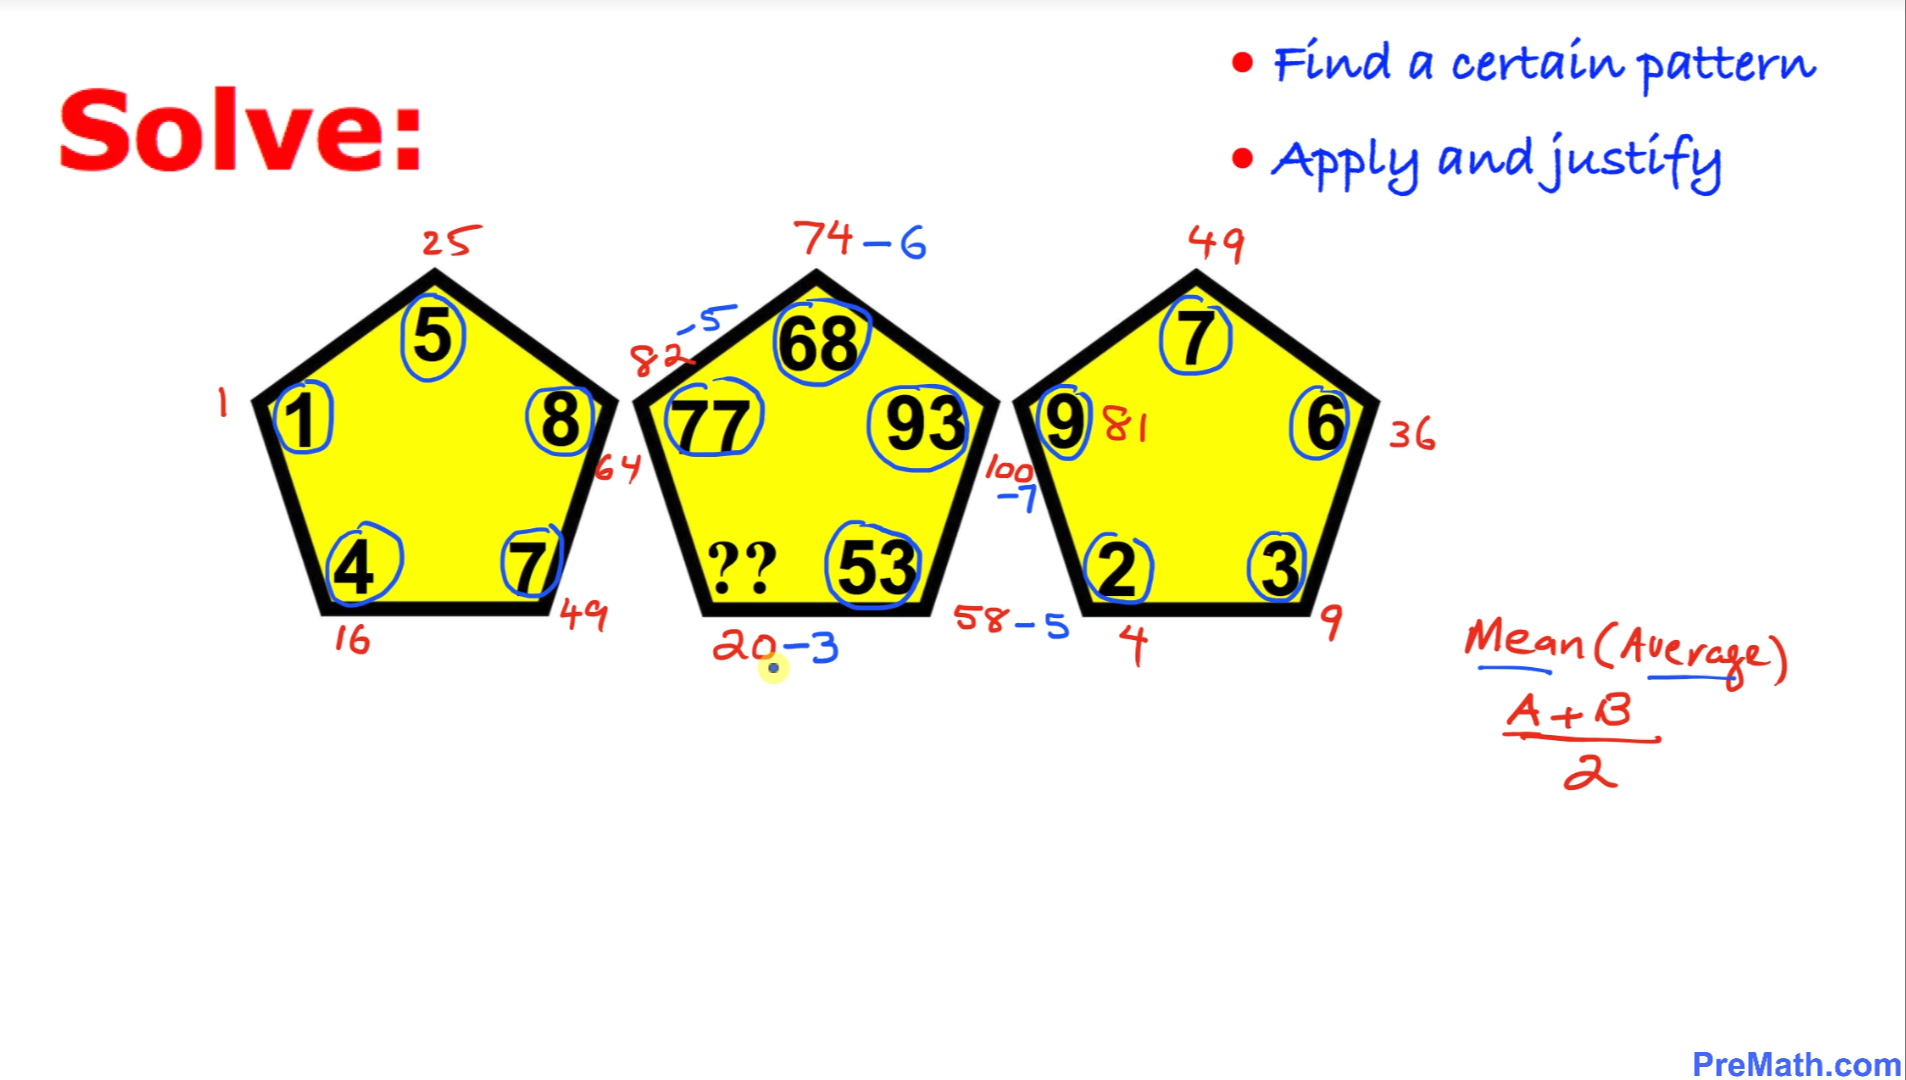 Solve:
• Find a certain pattern
• Apply and justify
25
74 - 6
49
5
68
7
82 - 5
1
1
8
64
77
93
100
- 7
9
81
6
36
4
7
16
49
??
53
20 - 3
58 - 5
2
3
4
9
Mean (Average)
A + B
2
PreMath.com